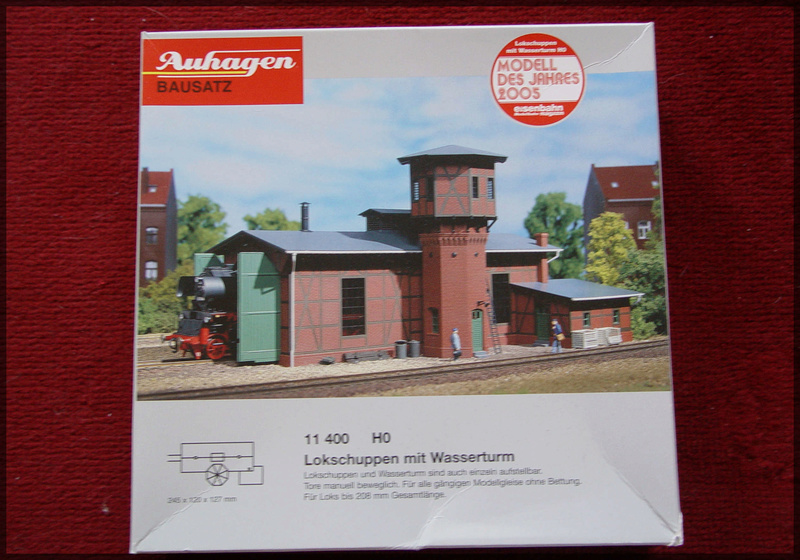 Auhagen
BAUSATZ
Lokschuppen
mit Wasserturm H0
MODELL
DES JAHRES
2005
eisenbahn
Magazin
11 400 H0
Lokschuppen mit Wasserturm
Lokschuppen und Wasserturm sind auch einzeln aufstellbar.
Tore manuell beweglich. Für alle gängigen Modellgleise ohne Bettung.
Für Loks bis 208 mm Gesamtlänge.
245 x 120 x 127 mm